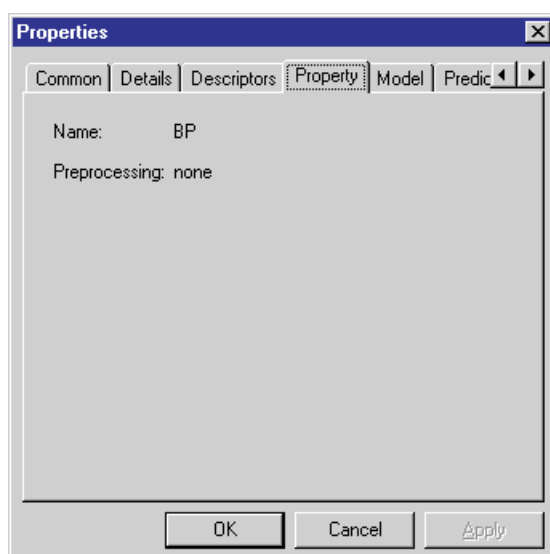 Properties
Common Details Descriptors Property Model Predic
Name: BP
Preprocessing: none
OK Cancel Apply